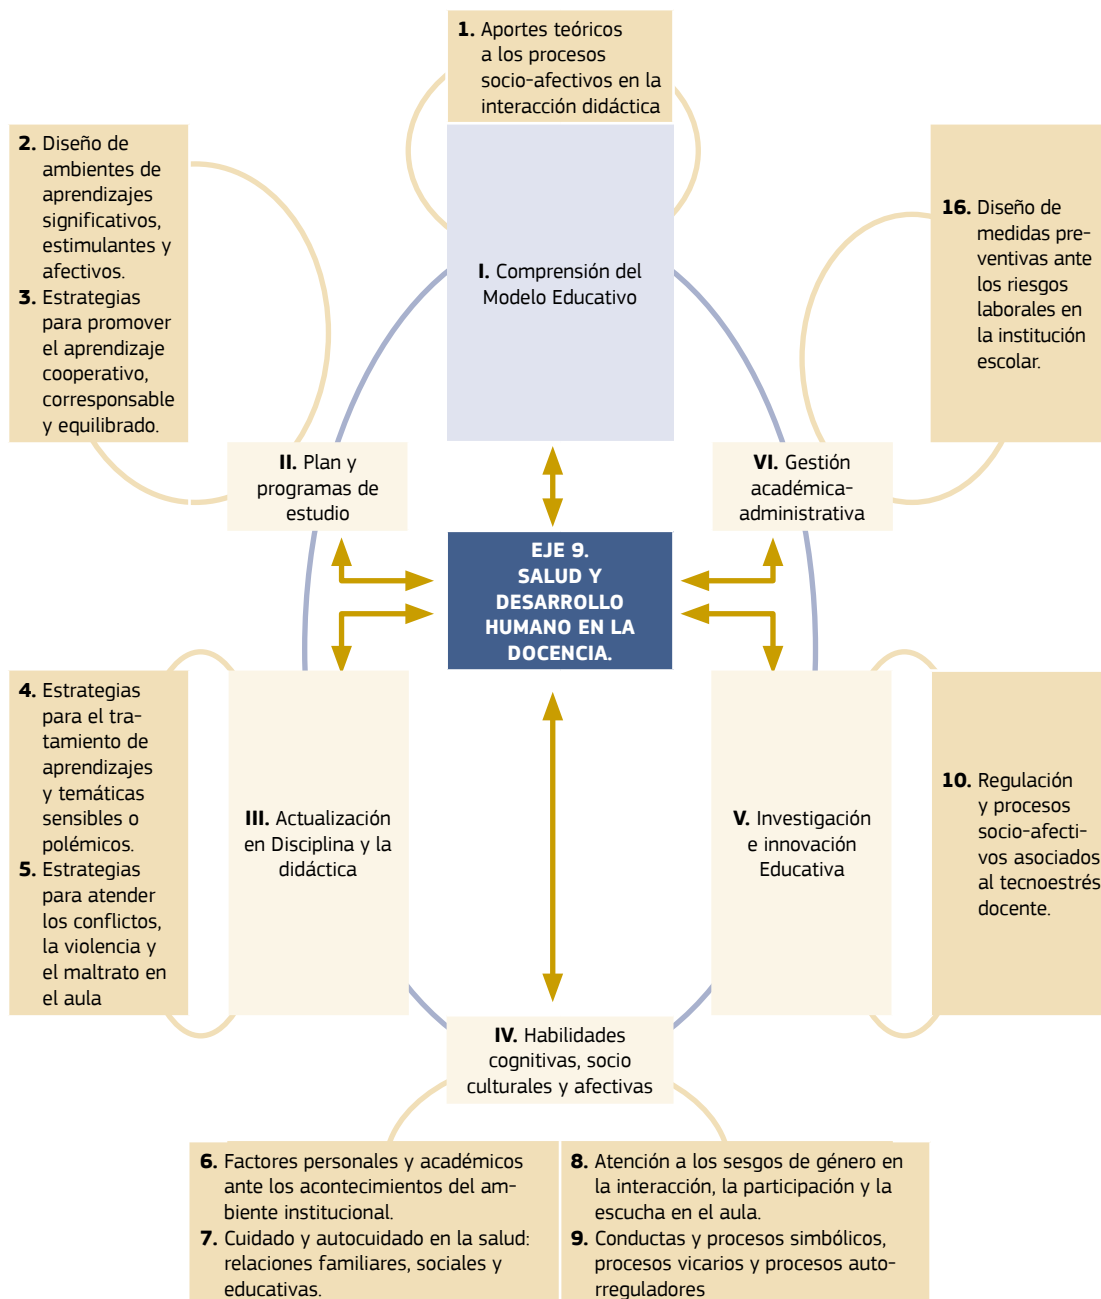 1. Aportes teóricos
a los procesos
socio-afectivos en la
interacción didáctica
2. Diseño de
ambientes de
aprendizajes
significativos,
estimulantes y
afectivos.
3. Estrategias
para promover
el aprendizaje
cooperativo,
corresponsable
y equilibrado.
16. Diseño de
medidas pre-
ventivas ante
los riesgos
laborales en
la institución
escolar.
I. Comprensión del
Modelo Educativo
II. Plan y
programas de
estudio
VI. Gestión
académica-
administrativa
EJE 9.
SALUD Y
DESARROLLO
HUMANO EN LA
DOCENCIA.
4. Estrategias
para el tra-
tamiento de
aprendizajes
y temáticas
sensibles o
polémicos.
5. Estrategias
para atender
los conflictos,
la violencia y
el maltrato en
el aula
III. Actualización
en Disciplina y la
didáctica
V. Investigación
e innovación
Educativa
10. Regulación
y procesos
socio-afecti-
vos asociados
al tecnoestrés
docente.
IV. Habilidades
cognitivas, socio
culturales y afectivas
6. Factores personales y académicos
ante los acontecimientos del am-
biente institucional.
7. Cuidado y autocuidado en la salud:
relaciones familiares, sociales y
educativas.
8. Atención a los sesgos de género en
la interacción, la participación y la
escucha en el aula.
9. Conductas y procesos simbólicos,
procesos vicarios y procesos auto-
rreguladores